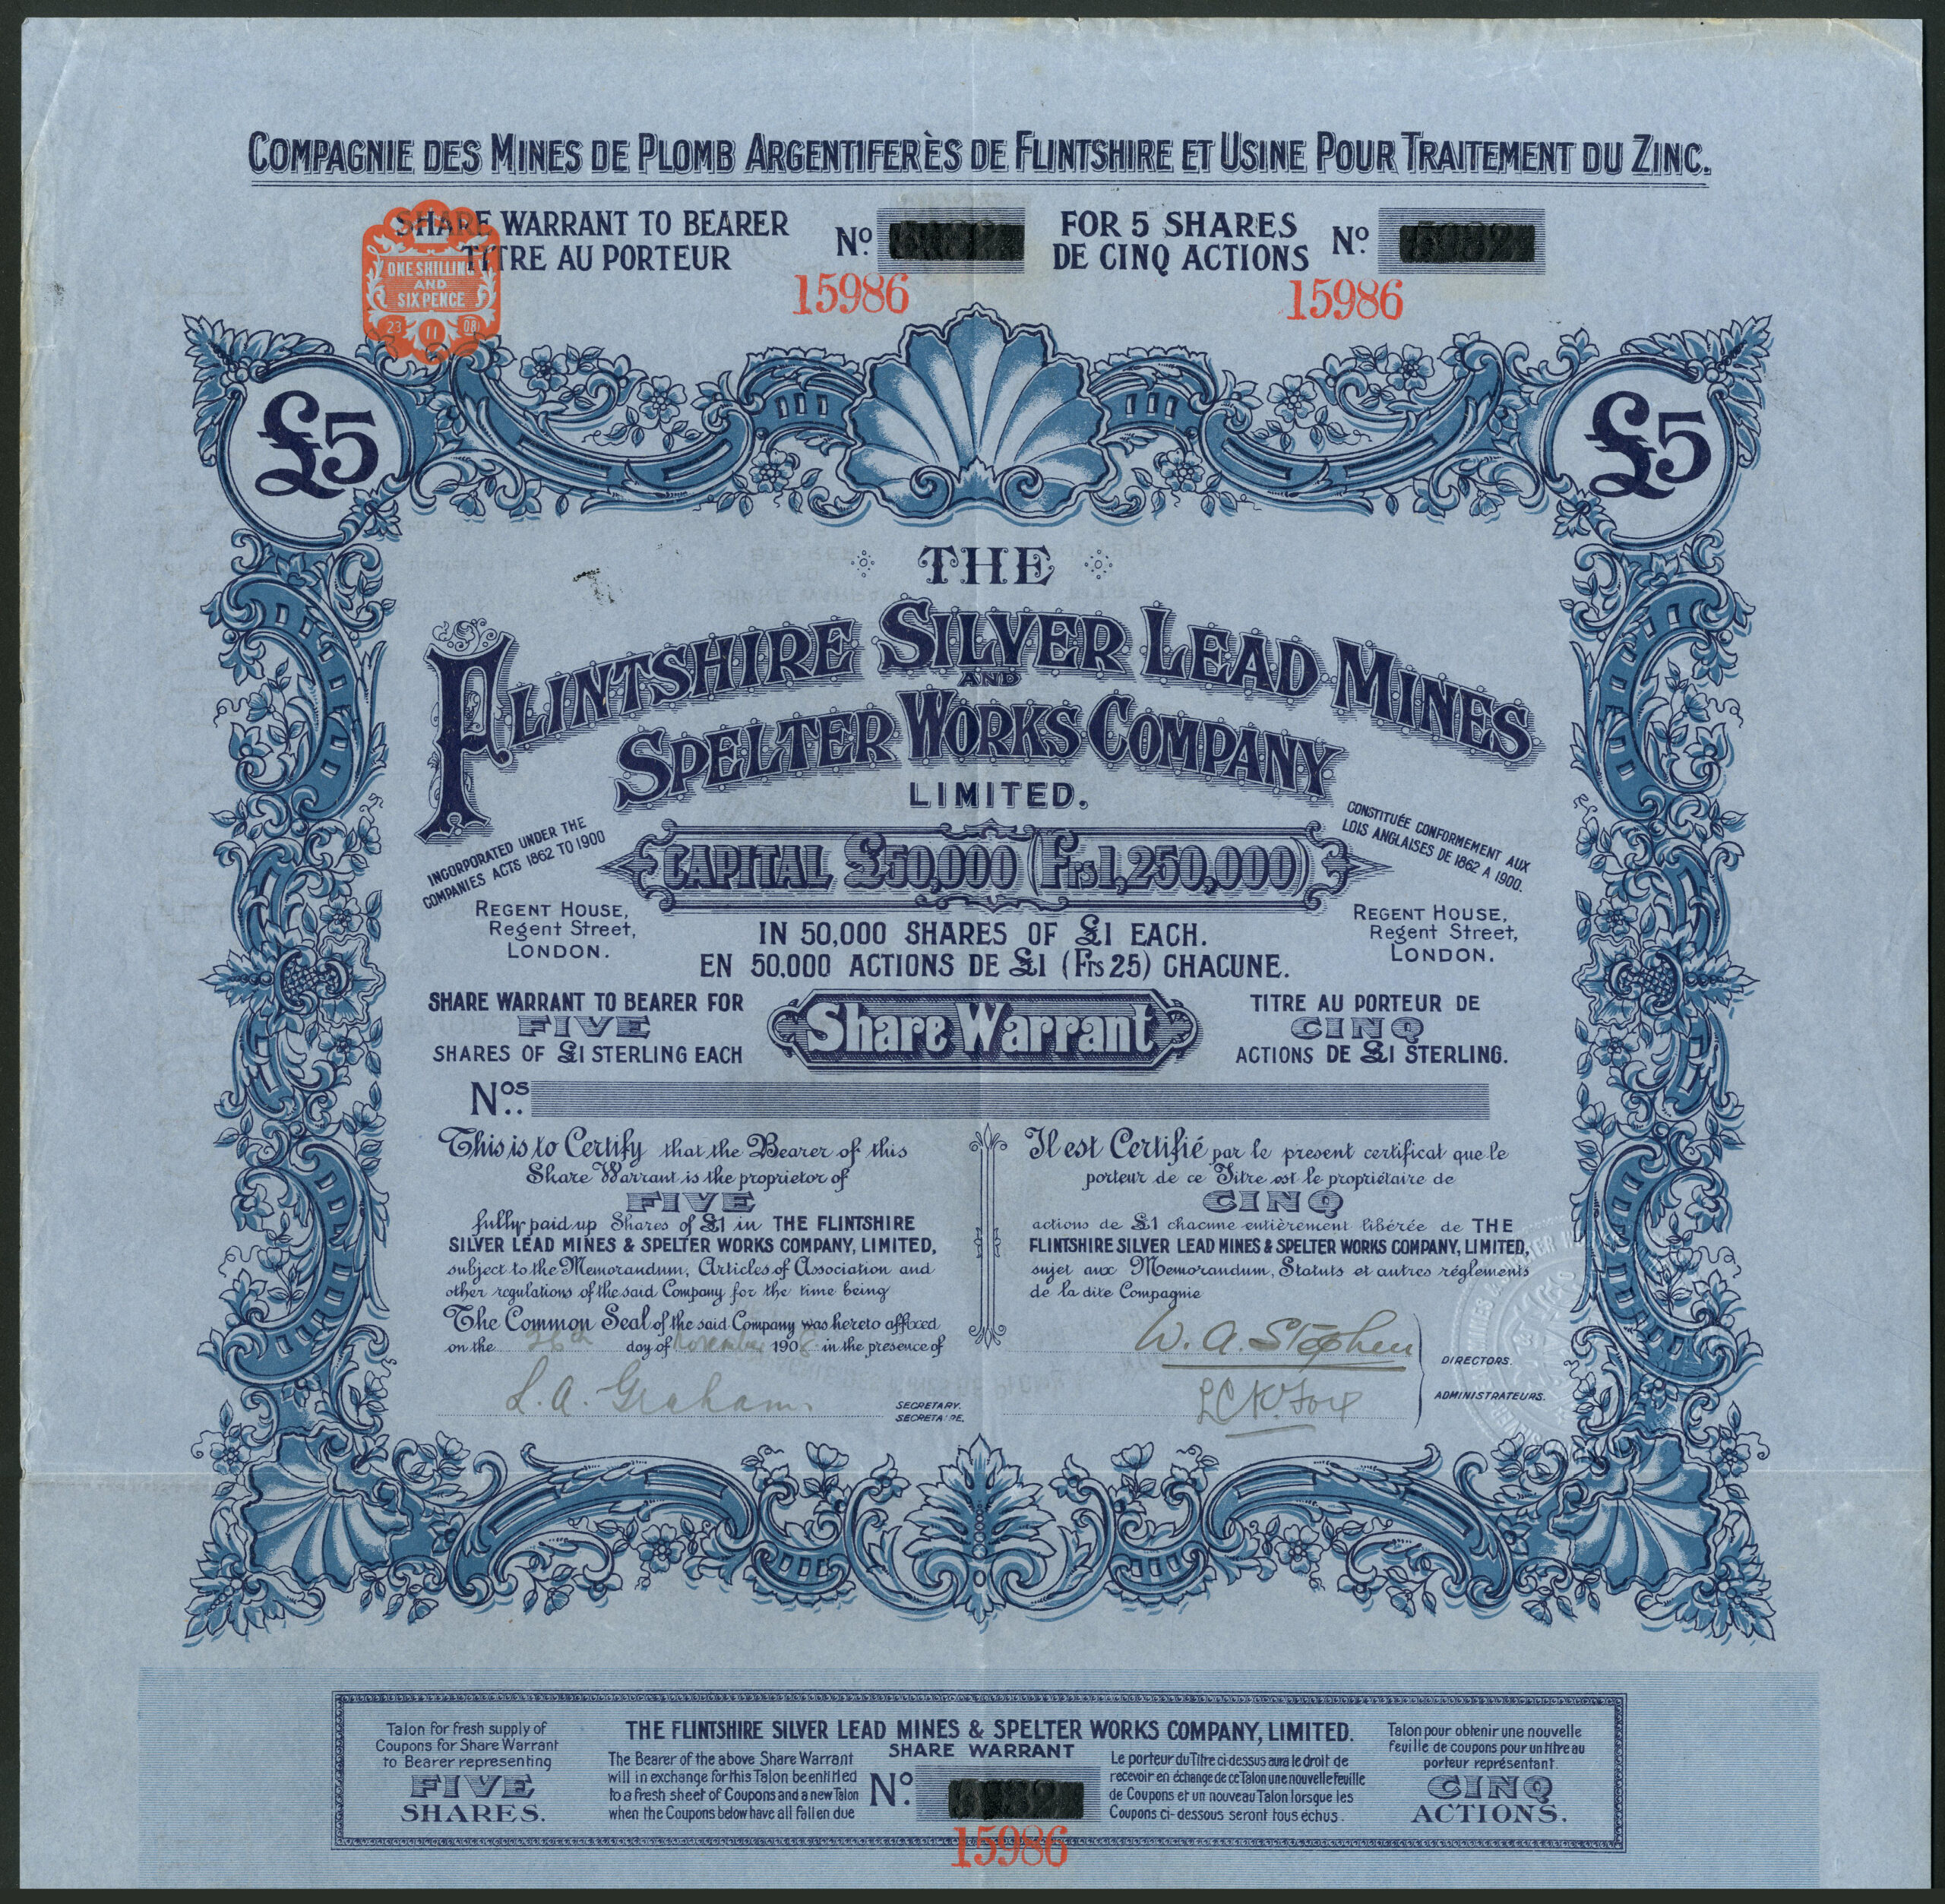 COMPAGNIE DES MINES DE PLOMB ARGENTIFERÈS DE FLINTSHIRE ET USINE POUR TRAITEMENT DU ZINC.
SHARE WARRANT TO BEARER
TITRE AU PORTEUR
No.
15986
FOR 5 SHARES
DE CINQ ACTIONS
No.
5982
15986
ONE SHILLING
AND
SIX PENCE
23 11 08
£5
£5
THE
FLINTSHIRE SILVER LEAD MINES
AND
SPELTER WORKS COMPANY
LIMITED.
INCORPORATED UNDER THE
COMPANIES ACTS 1862 TO 1900
CONSTITUÉE CONFORMEMENT AUX
LOIS ANGLAISES DE 1862 A 1900.
CAPITAL £50,000 (Frs1,250,000)
REGENT HOUSE,
Regent Street,
LONDON.
REGENT HOUSE,
Regent Street,
LONDON.
IN 50,000 SHARES OF £1 EACH.
EN 50.000 ACTIONS DE £1 (Frs 25) CHACUNE.
SHARE WARRANT TO BEARER FOR
FIVE
SHARES OF £1 STERLING EACH
Share Warrant
TITRE AU PORTEUR DE
CINQ
ACTIONS DE £1 STERLING.
Nos.
This is to Certify that the Bearer of this
Share Warrant is the proprietor of
FIVE
fully paid up Shares of £1 in THE FLINTSHIRE
SILVER LEAD MINES & SPELTER WORKS COMPANY, LIMITED,
subject to the Memorandum, Articles of Association and
other regulations of the said Company for the time being
The Common Seal of the said Company was hereto affixed
on the 26th day of November 1908 in the presence of
L. A. Graham.
SECRETARY.
SECRETAIRE.
Il est Certifié par le present certificat que le
porteur de ce Titre est le propriétaire de
CINQ
actions de £1 chacune entièrement libérée de THE
FLINTSHIRE SILVER LEAD MINES & SPELTER WORKS COMPANY, LIMITED,
sujet aux Memorandum, Statuts et autres réglements
de la dite Compagnie
W. A. Stephen
DIRECTORS.
ADMINISTRATEURS.
Talon for fresh supply of
Coupons for Share Warrant
to Bearer representing
FIVE
SHARES.
THE FLINTSHIRE SILVER LEAD MINES & SPELTER WORKS COMPANY, LIMITED.
SHARE WARRANT
The Bearer of the above Share Warrant
will in exchange for this Talon be entitled
to a fresh sheet of Coupons and a new Talon
when the Coupons below have all fallen due
No.
15986
Le porteur du Titre ci-dessus aura le droit de
recevoir en échange de ce Talon une nouvelle feuille
de Coupons et un nouveau Talon lorsque les
Coupons ci-dessous seront tous échus.
Talon pour obtenir une nouvelle
feuille de coupons pour un titre au
porteur représentant
CINQ
ACTIONS.